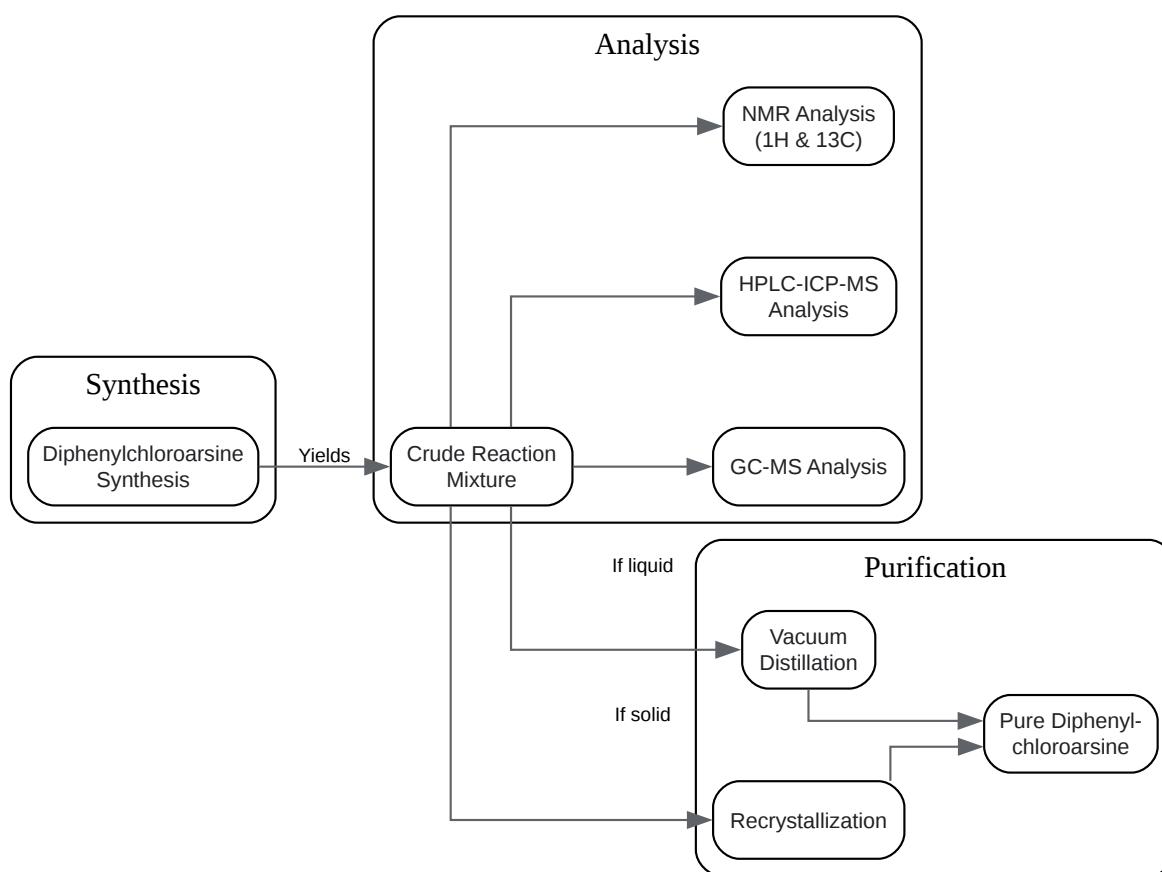 Analysis
NMR Analysis
(1H & 13C)
HPLC-ICP-MS
Analysis
Synthesis
Diphenylchloroarsine
Synthesis
Yields
Crude Reaction
Mixture
GC-MS Analysis
If liquid
Purification
Vacuum
Distillation
If solid
Pure Diphenyl-
chloroarsine
Recrystallization